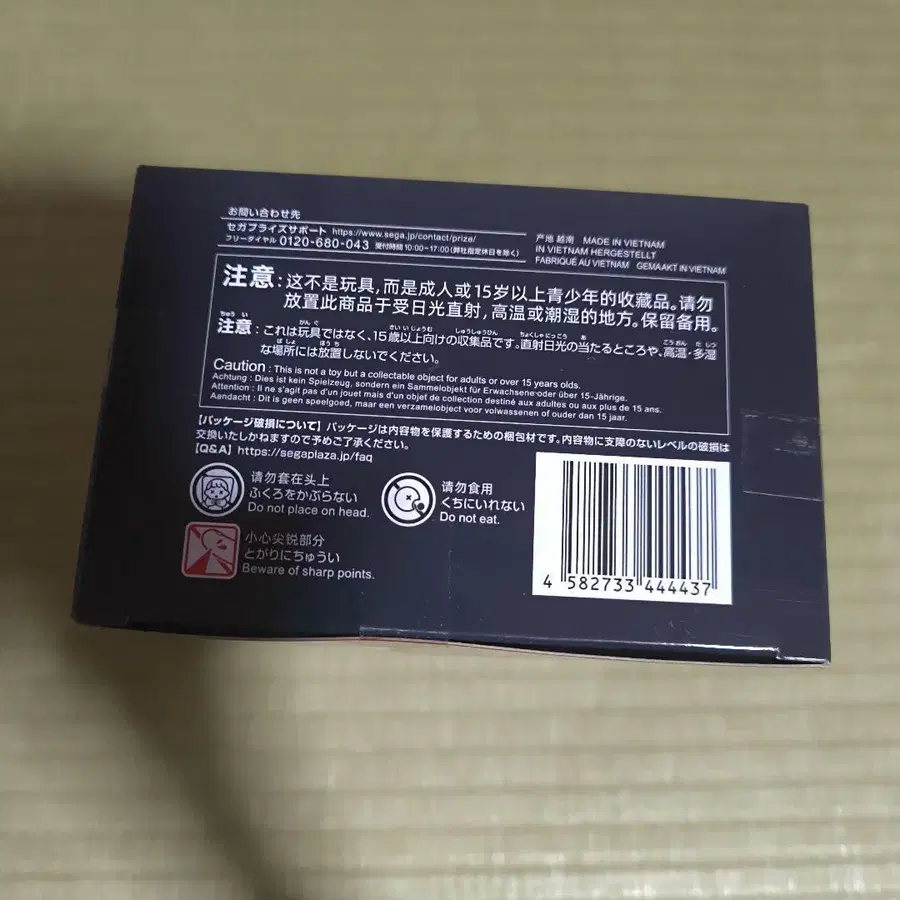 お問い合わせ先
セガプライズサポート https://www.sega.jp/contact/prize/
フリーダイヤル 0120-680-043 受付時間 10:00~17:00(弊社指定休日を除く)
产地 越南 MADE IN VIETNAM
IN VIETNAM HERGESTELLT
FABRIQUÉ AU VIETNAM GEMAAKT IN VIETNAM
注意:这不是玩具,而是成人或15岁以上青少年的收藏品。请勿
放置此商品于受日光直射,高温或潮湿的地方。保留备用。
注意:これは玩具ではなく、15歳以上向けの収集品です。直射日光の当たるところや、高温・多湿
な場所には放置しないでください。
Caution : This is not a toy but a collectable object for adults or over 15 years olds.
Achtung : Dies ist kein Spielzeug, sondern ein Sammelobjekt für Erwachsene oder über 15-Jährige.
Attention : Il ne s'agit pas d'un jouet mais d'un objet de collection destiné aux adultes ou aux plus de 15 ans.
Aandacht : Dit is geen speelgoed, maar een verzamelobject voor volwassenen of ouder dan 15 jaar.
【パッケージ破損について】パッケージは内容物を保護するための梱包材です。内容物に支障のないレベルの破損は
交換いたしかねますので予めご了承ください。
【Q&A】https://segaplaza.jp/faq
请勿套在头上
ふくろをかぶらない
Do not place on head.
请勿食用
くちにいれない
Do not eat.
小心尖锐部分
とがりにちゅうい
Beware of sharp points.
4 582733 444437